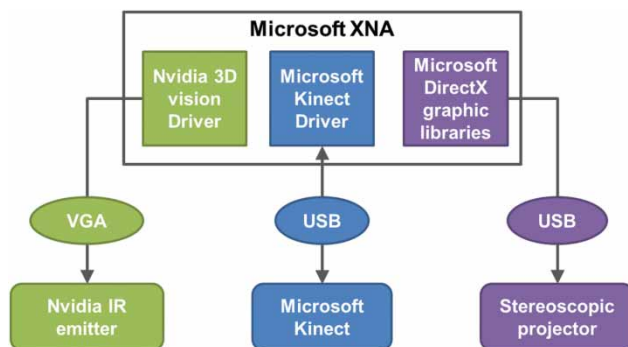 Microsoft XNA
Nvidia 3D
vision
Driver
Microsoft
Kinect
Driver
Microsoft
DirectX
graphic
libraries
VGA
USB
USB
Nvidia IR
emitter
Microsoft
Kinect
Stereoscopic
projector